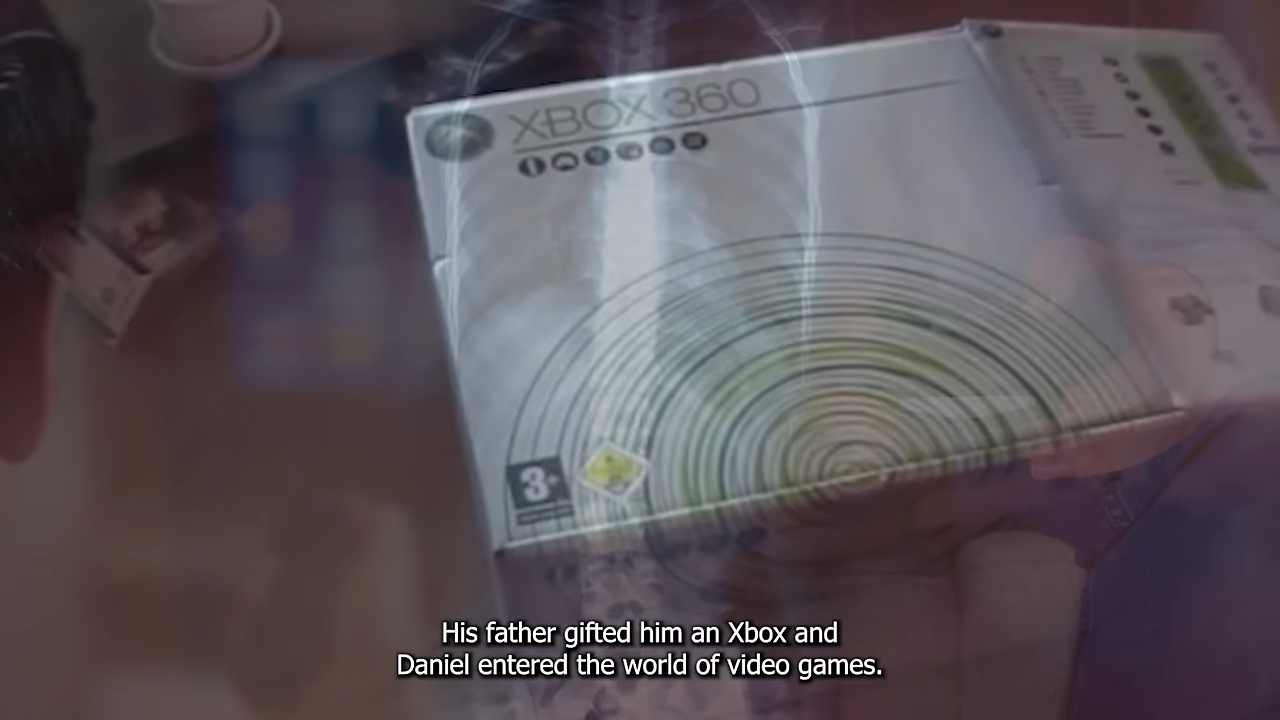 XBOX 360
3+
His father gifted him an Xbox and
Daniel entered the world of video games.